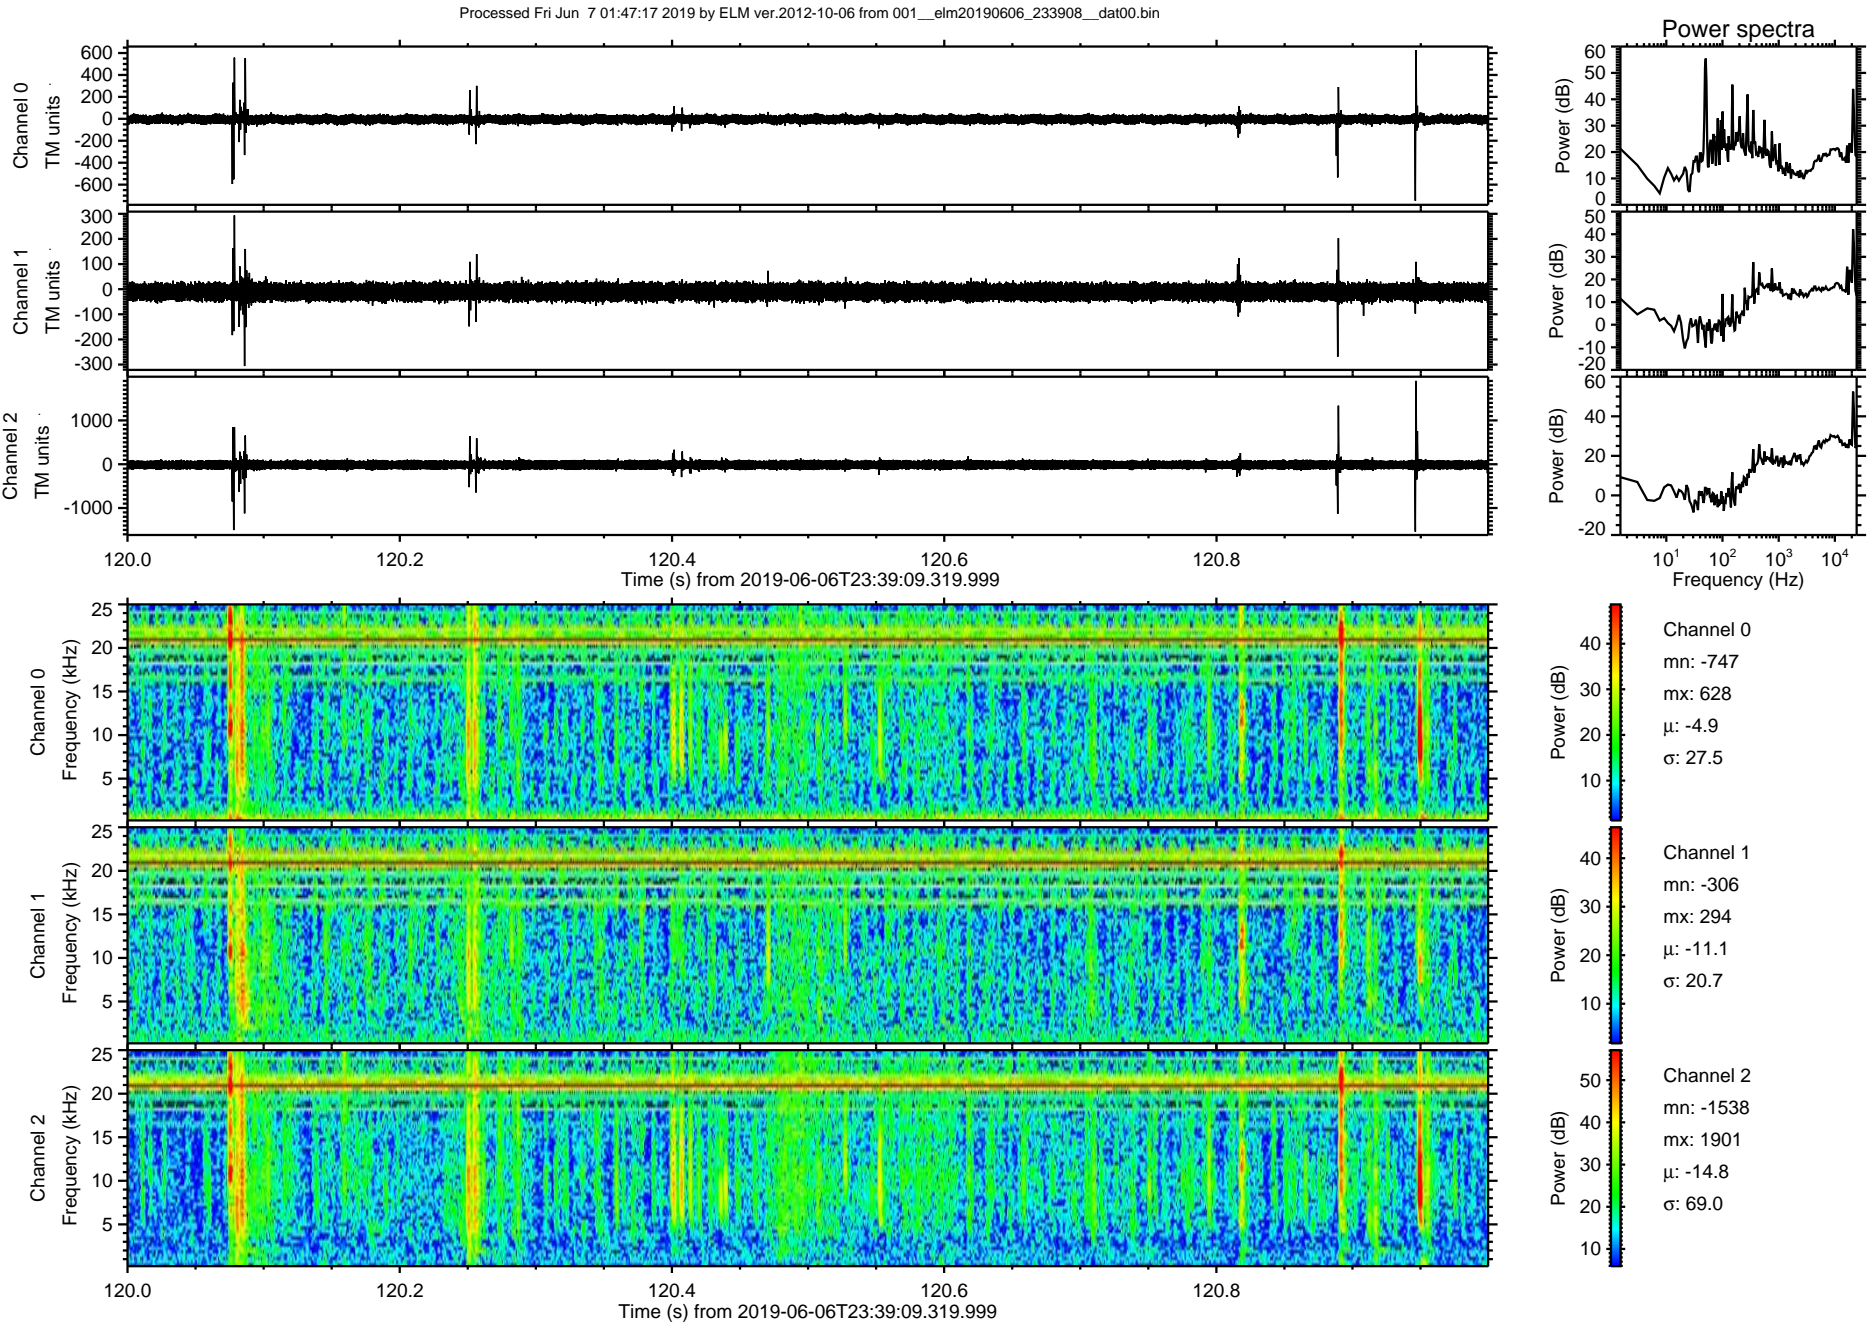 Processed Fri Jun  7 01:47:17 2019 by ELM ver.2012-10-06 from 001__elm20190606_233908__dat00.bin
Power spectra
Channel 0
TM units
600
400
200
0
-200
-400
-600
Power (dB)
60
50
40
30
20
10
0
Channel 1
TM units
300
200
100
0
-100
-200
-300
Power (dB)
50
40
30
20
10
0
-10
-20
Channel 2
TM units
1000
0
-1000
Power (dB)
60
40
20
0
-20
120.0 120.2 120.4 120.6 120.8
Time (s) from 2019-06-06T23:39:09.319.999
10^1 10^2 10^3 10^4
Frequency (Hz)
Channel 0
Frequency (kHz)
25
20
15
10
5
Power (dB)
40
30
20
10
Channel 0
mn: -747
mx: 628
μ: -4.9
σ: 27.5
Channel 1
Frequency (kHz)
25
20
15
10
5
Power (dB)
40
30
20
10
Channel 1
mn: -306
mx: 294
μ: -11.1
σ: 20.7
Channel 2
Frequency (kHz)
25
20
15
10
5
Power (dB)
50
40
30
20
10
Channel 2
mn: -1538
mx: 1901
μ: -14.8
σ: 69.0
120.0 120.2 120.4 120.6 120.8
Time (s) from 2019-06-06T23:39:09.319.999